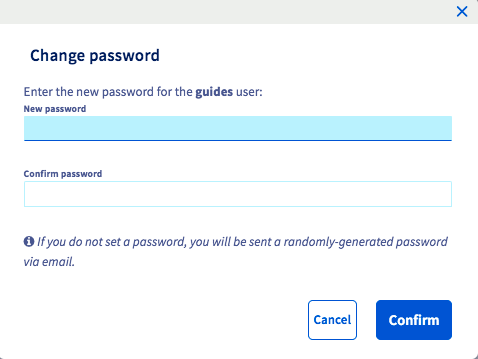 Change password
Enter the new password for the guides user:
New password
Confirm password
If you do not set a password, you will be sent a randomly-generated password
via email.
Cancel
Confirm